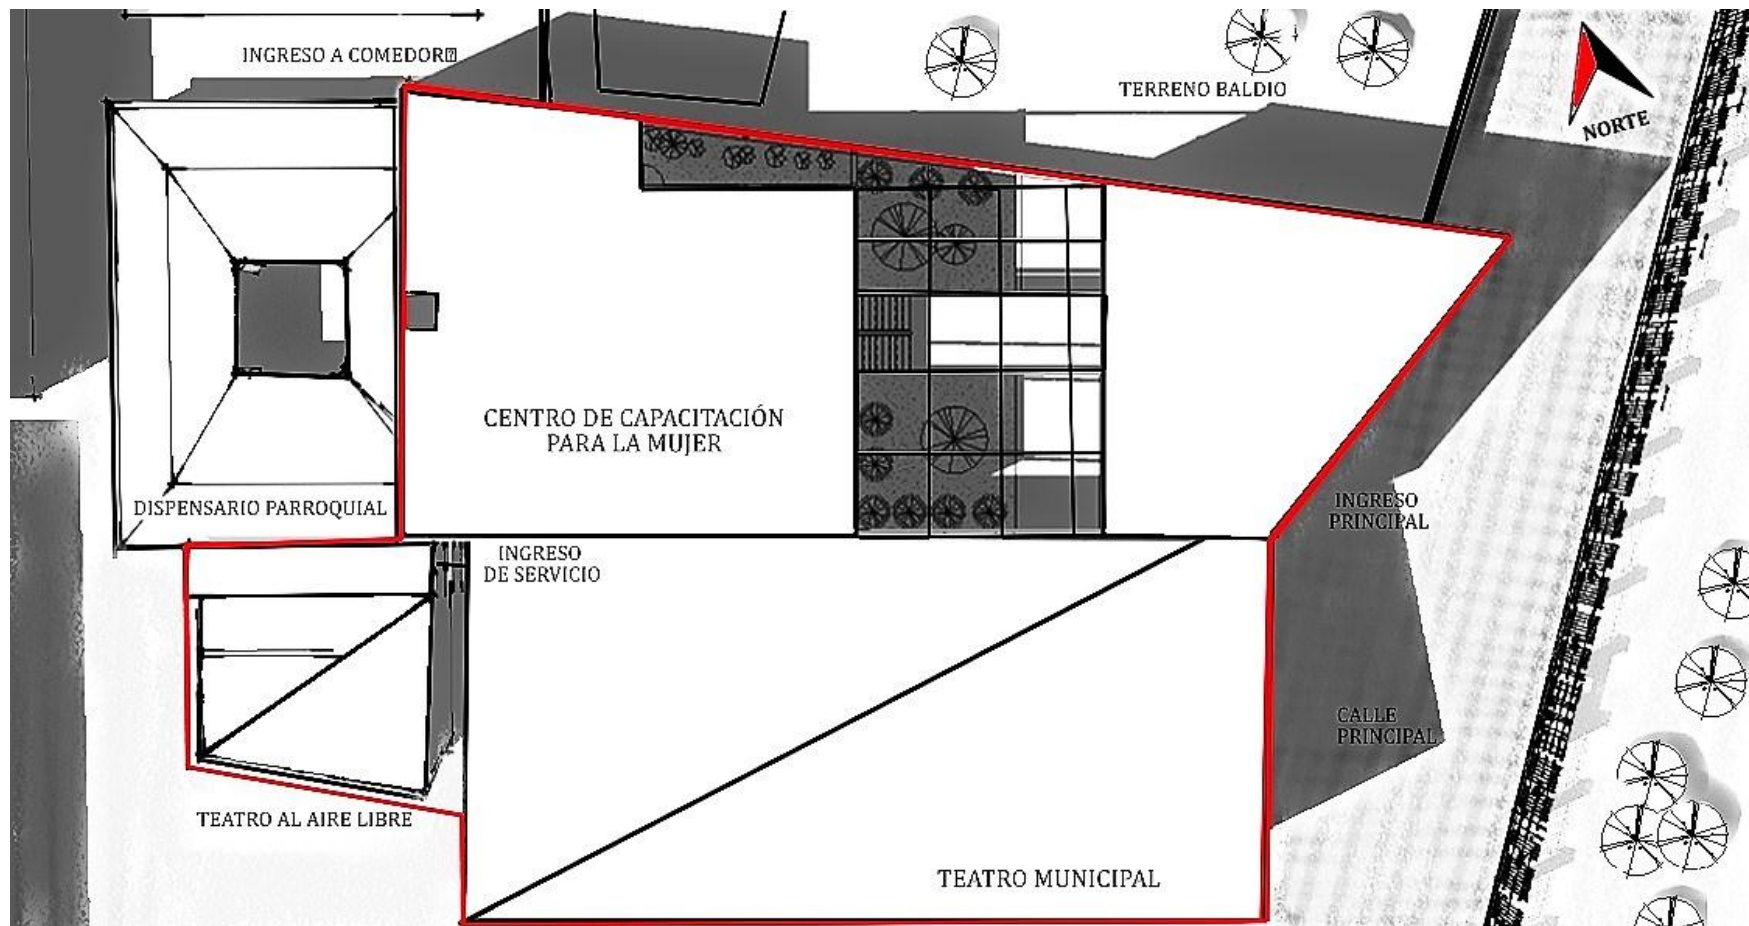 INGRESO A COMEDOR
TERRENO BALDIO
NORTE
CENTRO DE CAPACITACIÓN
PARA LA MUJER
DISPENSARIO PARROQUIAL
INGRESO
PRINCIPAL
INGRESO
DE SERVICIO
CALLE
PRINCIPAL
TEATRO AL AIRE LIBRE
TEATRO MUNICIPAL